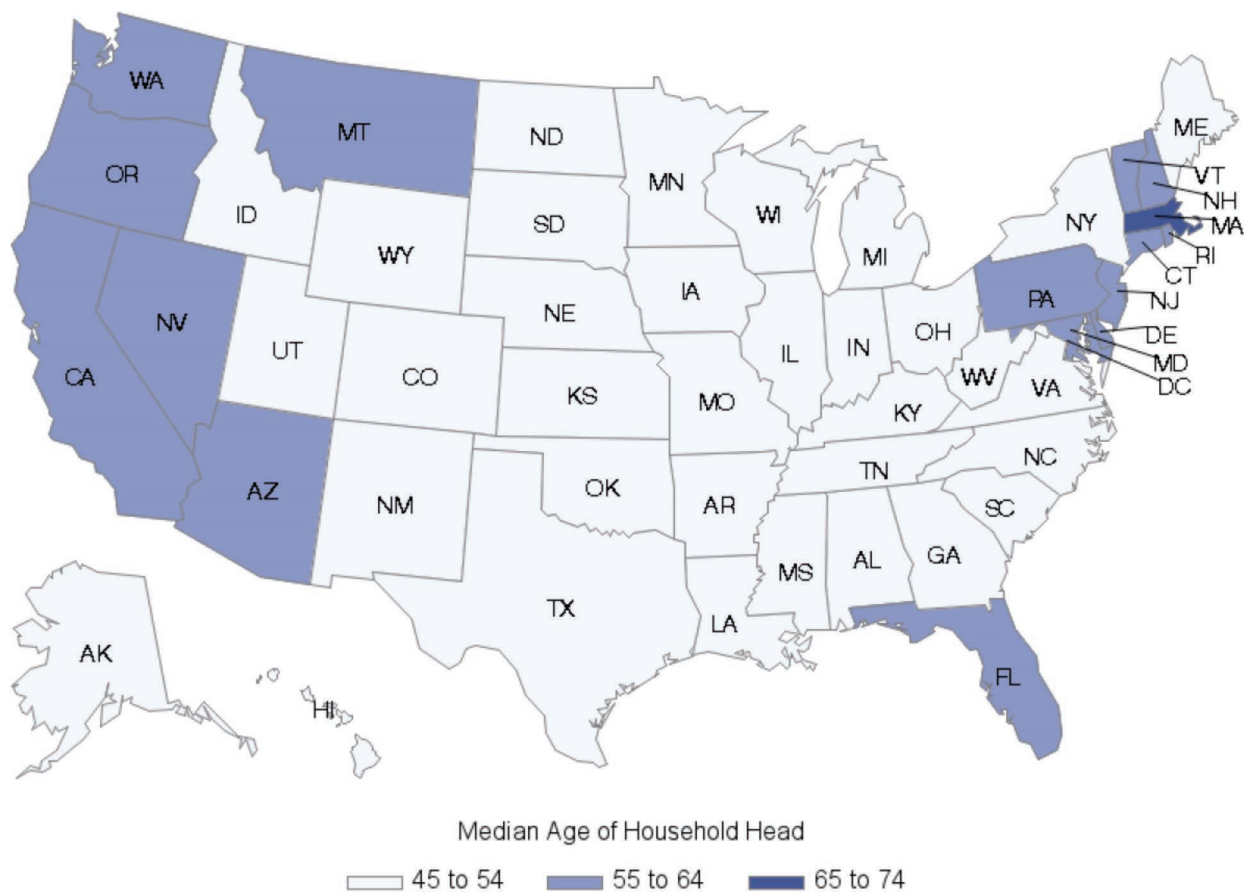 WA
MT
ND
ME
OR
MN
VT
ID
WI
NH
SD
NY
MA
WY
MI
RI
CT
IA
PA
NJ
NE
NV
OH
DE
UT
IL
IN
MD
CA
CO
WV
DC
KS
MO
VA
KY
NC
TN
AZ
OK
NM
AR
SC
MS
AL
GA
TX
LA
AK
FL
HI
Median Age of Household Head
45 to 54 55 to 64 65 to 74